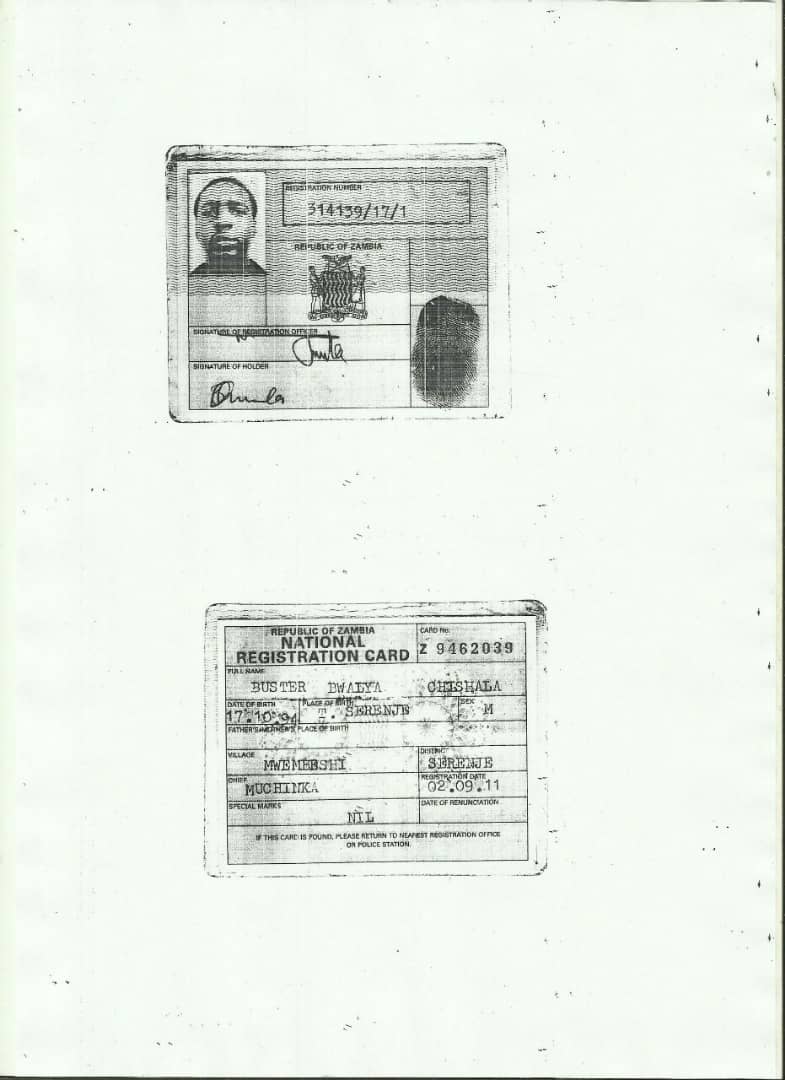 REGISTRATION NUMBER
314139/17/1
REPUBLIC OF ZAMBIA
SIGNATURE OF REGISTRATION OFFICER
SIGNATURE OF HOLDER
REPUBLIC OF ZAMBIA
NATIONAL
REGISTRATION CARD
CARD No.
Z 9462039
FULL NAME
BUSTER BWALYA CHISHALA
DATE OF BIRTH PLACE OF BIRTH SEX
17.10.94 SERENJE M
PLACE OF BIRTH
VILLAGE DISTRICT
MWEMBESHI SERENJE
CHIEF REGISTRATION DATE
MUCHINKA 02.09.11
SPECIAL MARKS DATE OF RENUNCIATION
NIL
IF THIS CARD IS FOUND, PLEASE RETURN TO NEAREST REGISTRATION OFFICE
OR POLICE STATION.